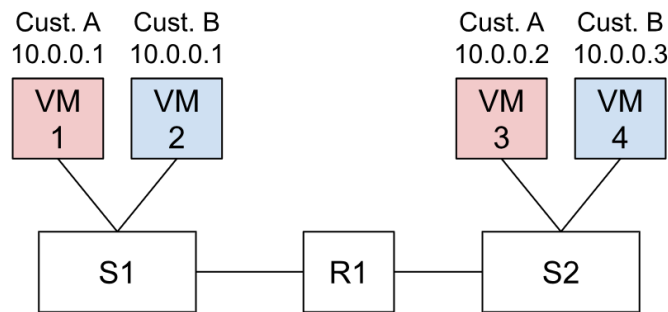 Cust. A
10.0.0.1
Cust. B
10.0.0.1
Cust. A
10.0.0.2
Cust. B
10.0.0.3
VM
1
VM
2
VM
3
VM
4
S1
R1
S2